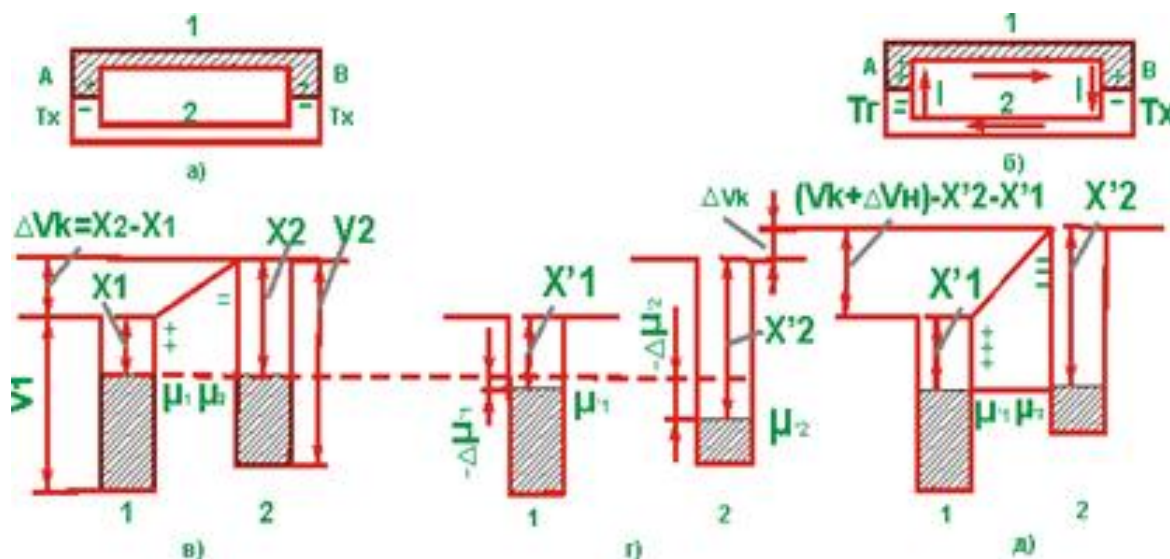 1
A + + B
Tx - 2 - Tx
а)
1
A + + B
Tг = I 2 I - Tx
б)
ΔVk=X2-X1
X1
X2
V2
++
=
V1
μ1 μ2
1
2
в)
ΔVk
X'1
X'2
-Δμ'1
-Δμ'2
μ'1
μ'2
1
2
г)
(Vk+ΔVн)-X'2-X'1
X'2
X'1
+++
μ'1
1
2
д)